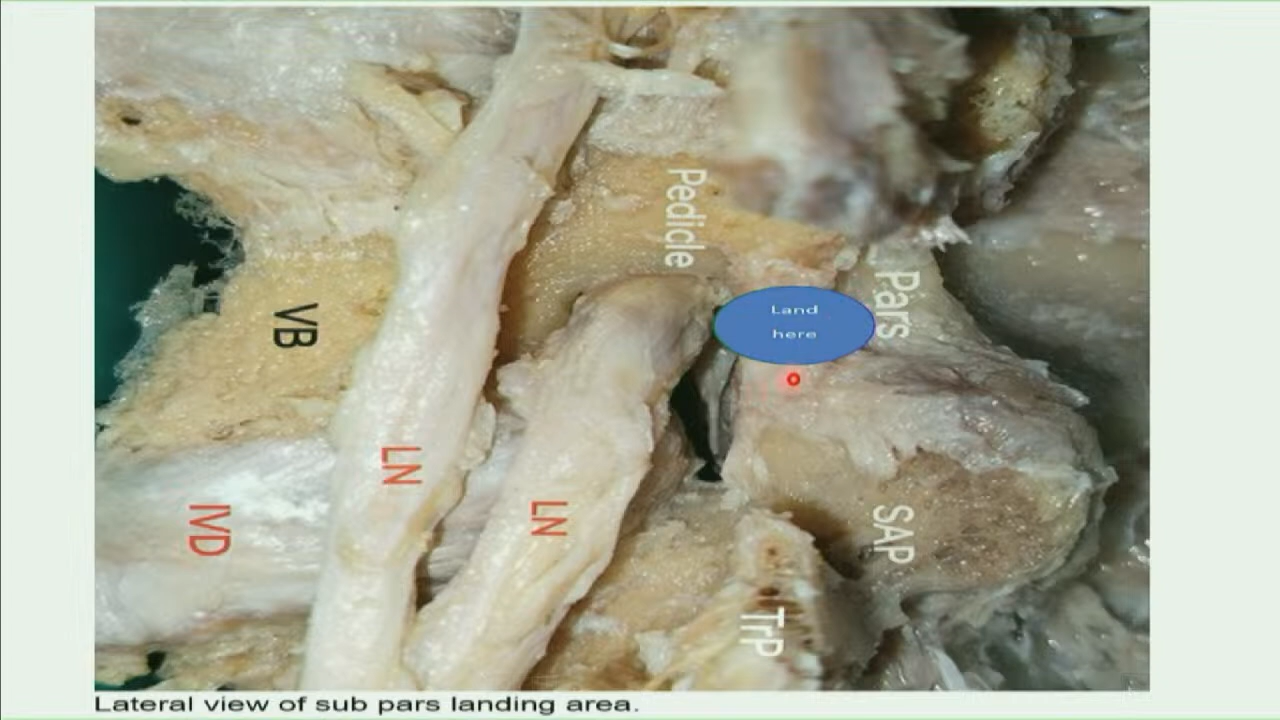 Pedicle
Land
here
Pars
VB
LN
LN
IVD
SAP
TrP
Lateral view of sub pars landing area.